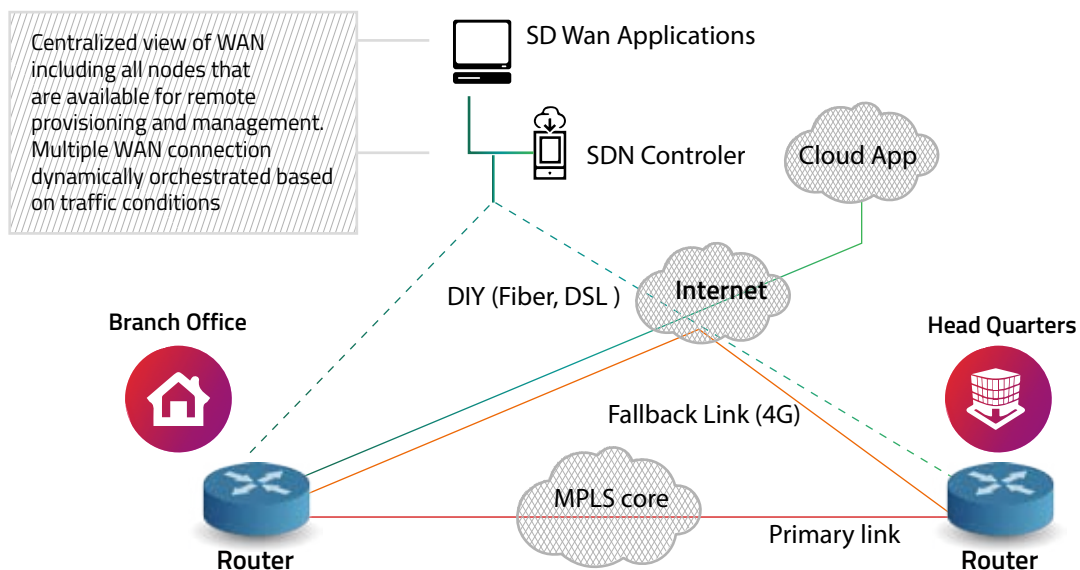 Centralized view of WAN
including all nodes that
are available for remote
provisioning and management.
Multiple WAN connection
dynamically orchestrated based
on traffic conditions
SD Wan Applications
SDN Controler
Cloud App
DIY (Fiber, DSL )
Internet
Branch Office
Head Quarters
Fallback Link (4G)
MPLS core
Primary link
Router
Router